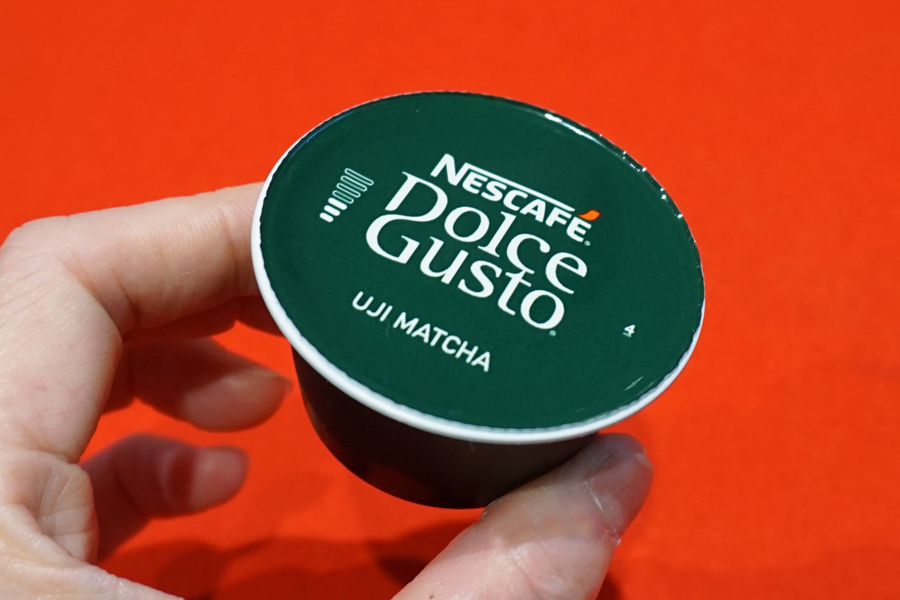 NESCAFÉ
Dolce
Gusto
UJI MATCHA
4